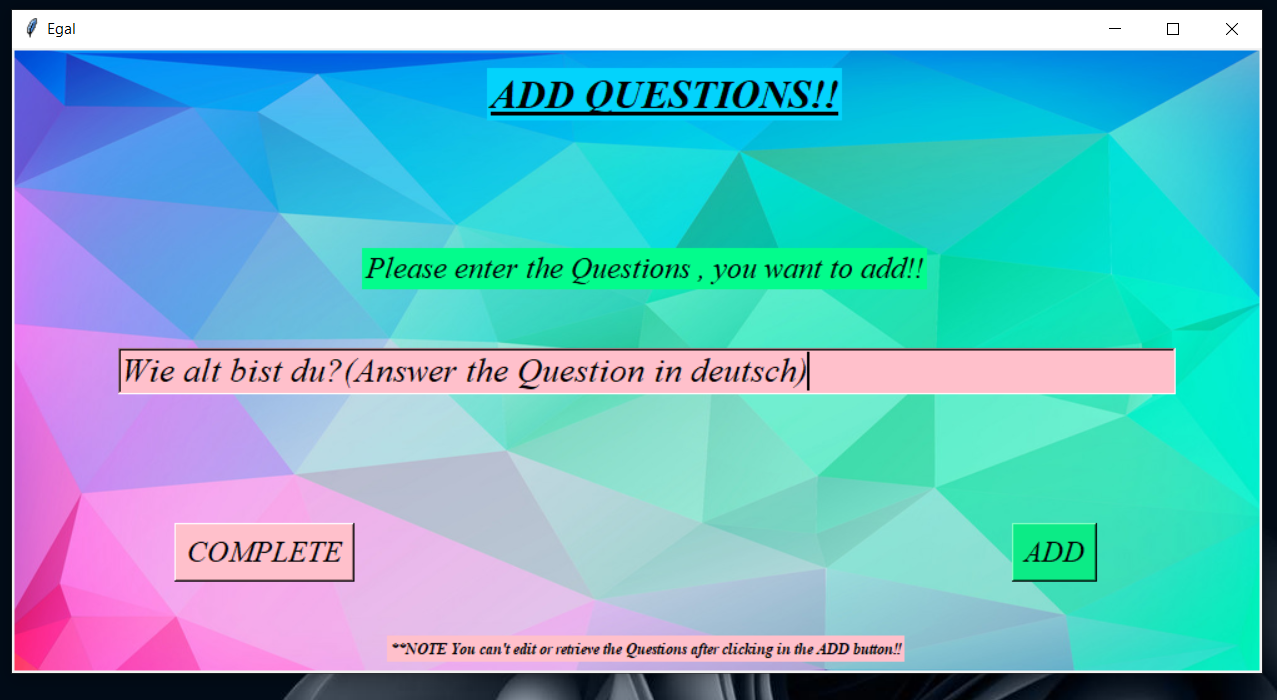 Egal
ADD QUESTIONS!!
Please enter the Questions , you want to add!!
Wie alt bist du?(Answer the Question in deutsch)
COMPLETE
ADD
**NOTE You can't edit or retrieve the Questions after clicking in the ADD button!!